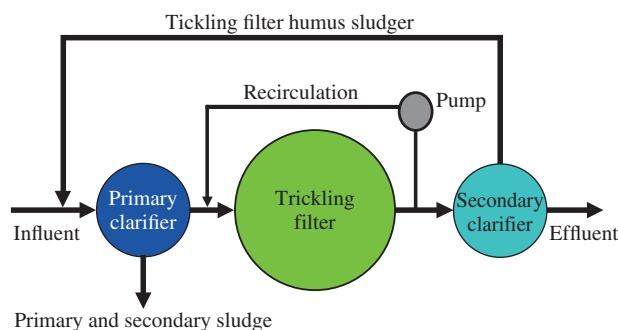 Tickling filter humus sludger
Recirculation
Pump
Primary
clarifier
Trickling
filter
Secondary
clarifier
Influent
Effluent
Primary and secondary sludge